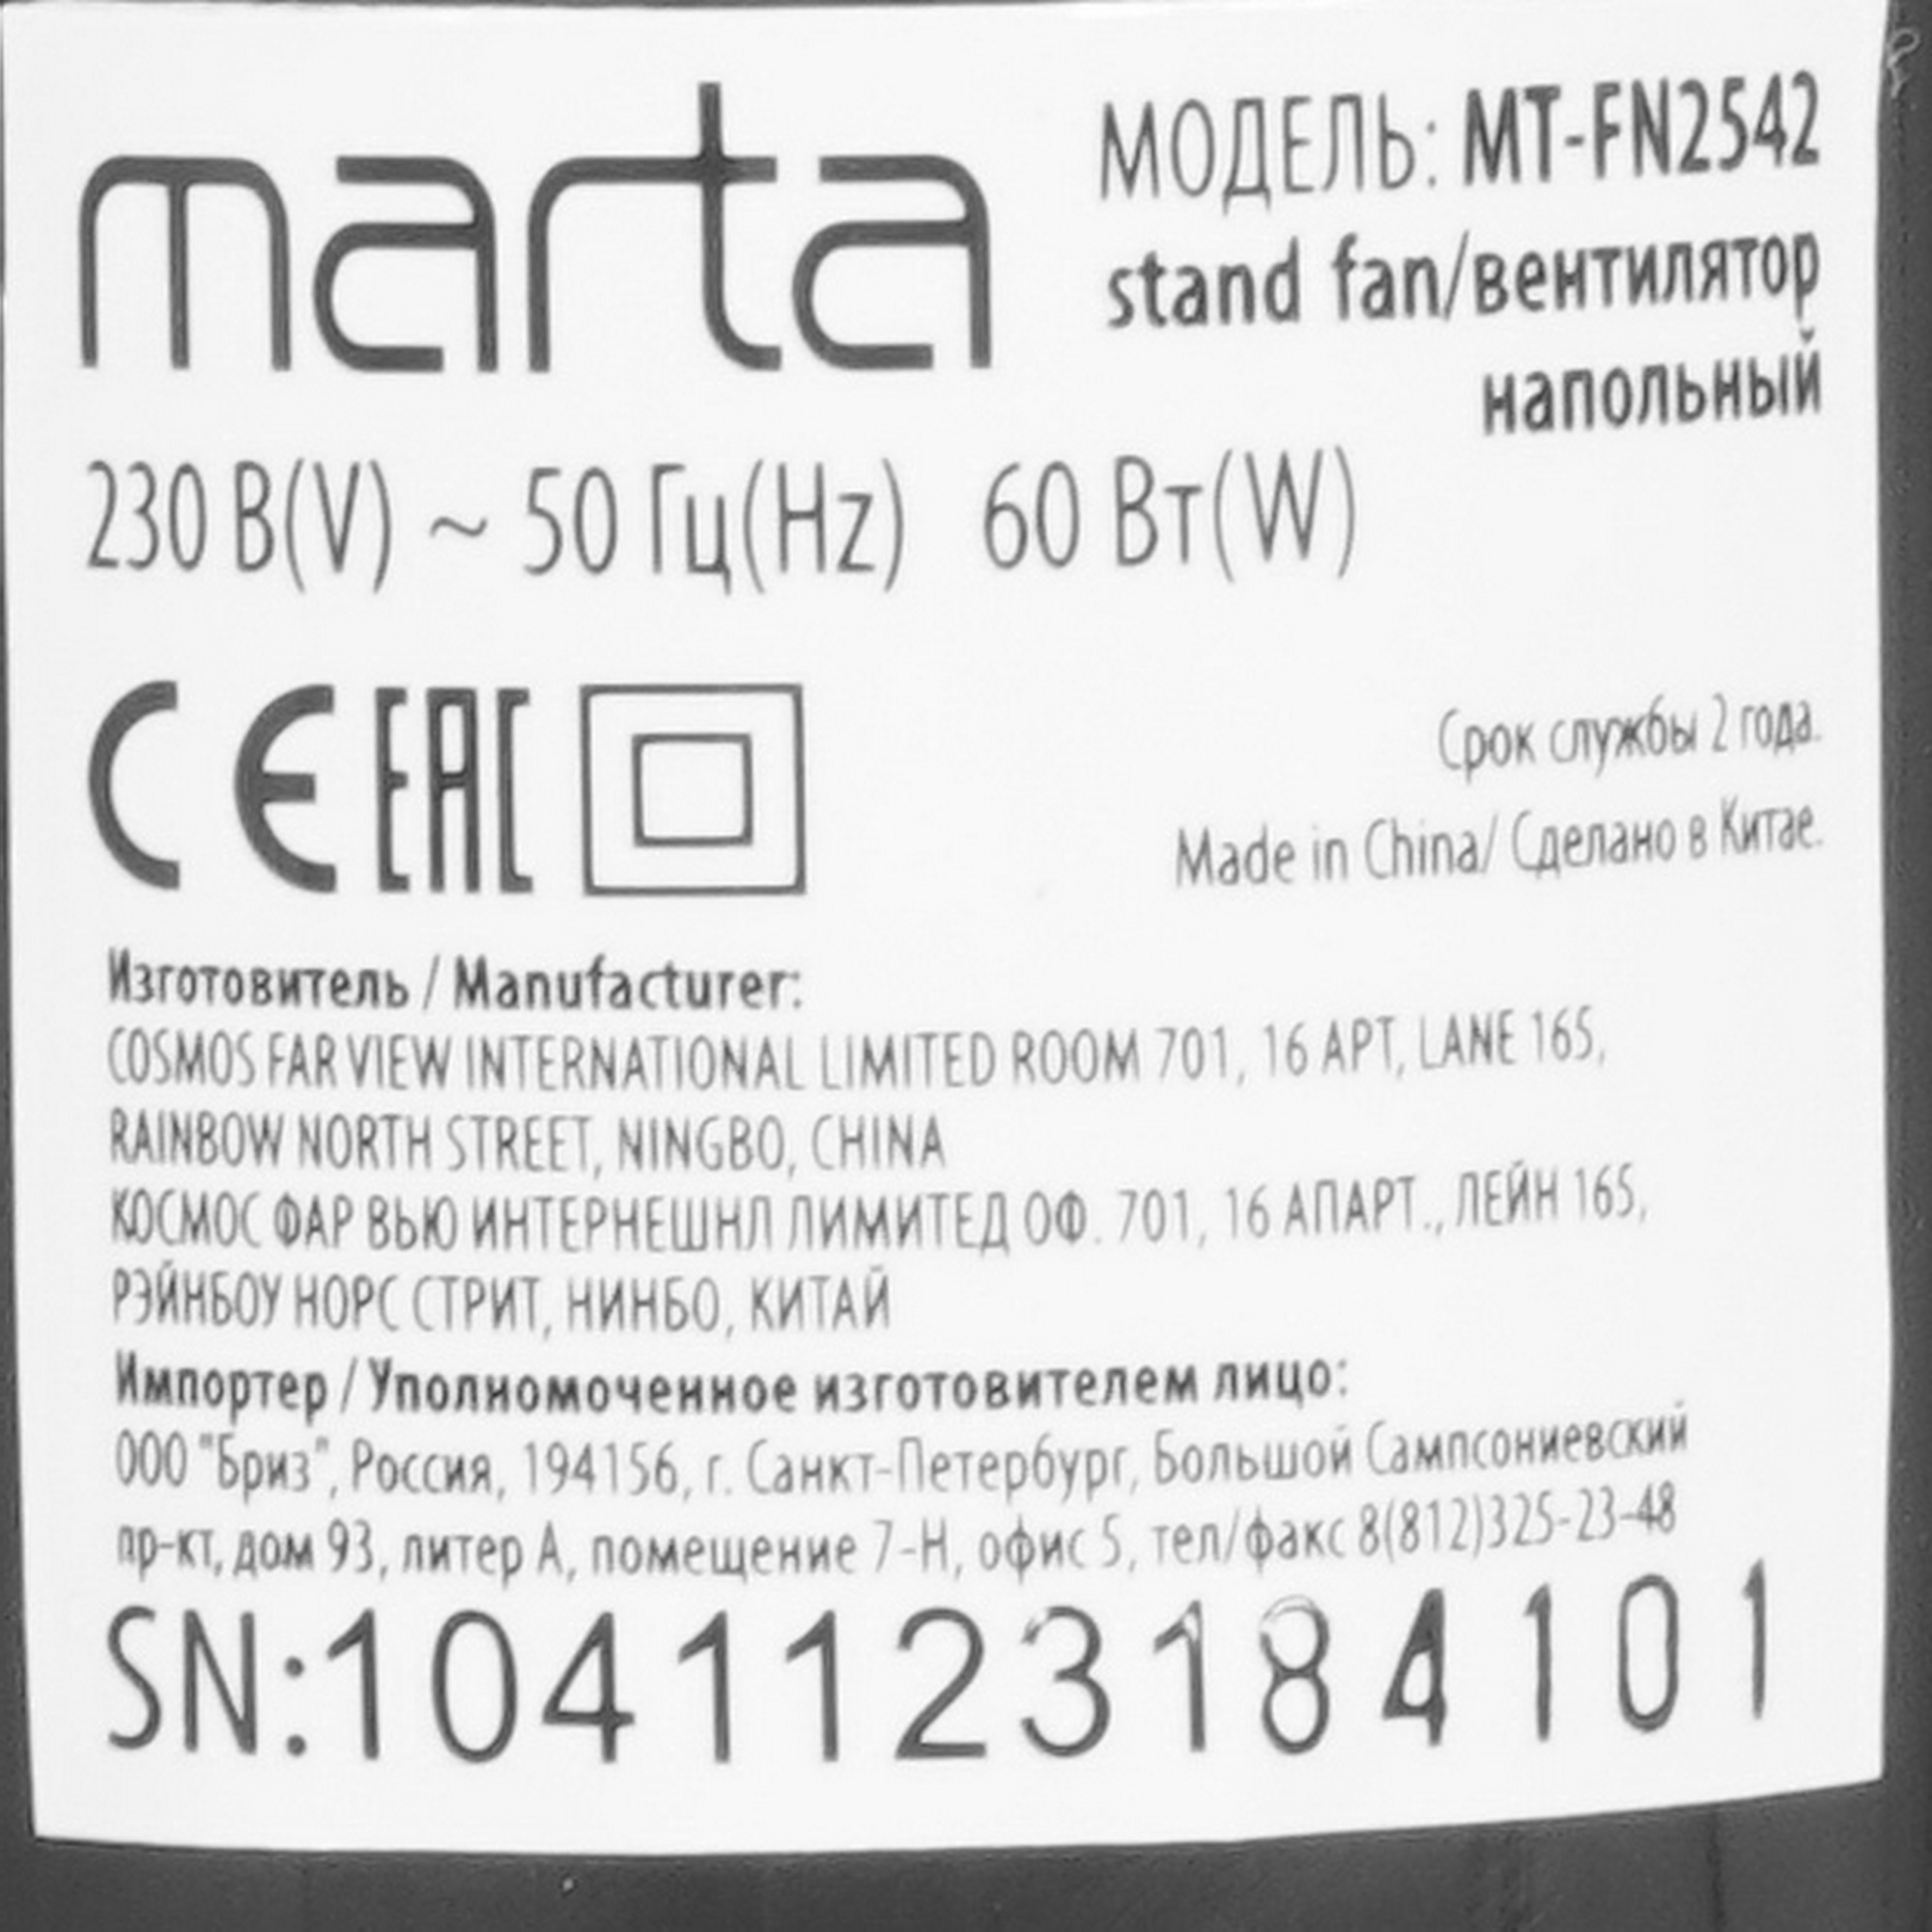 marta
МОДЕЛЬ: MT-FN2542
stand fan/вентилятор
напольный
230 В(V) ~ 50 Гц(Hz) 60 Вт(W)
CE EAC
Срок службы 2 года.
Made in China/ Сделано в Китае.
Изготовитель / Manufacturer:
COSMOS FAR VIEW INTERNATIONAL LIMITED ROOM 701, 16 APT, LANE 165,
RAINBOW NORTH STREET, NINGBO, CHINA
КОСМОС ФАР ВЬЮ ИНТЕРНЕШНЛ ЛИМИТЕД ОФ. 701, 16 АПАРТ., ЛЕЙН 165,
РЭЙНБОУ НОРС СТРИТ, НИНБО, КИТАЙ
Импортер / Уполномоченное изготовителем лицо:
ООО "Бриз", Россия, 194156, г. Санкт-Петербург, Большой Сампсониевский
пр-кт, дом 93, литер А, помещение 7-Н, офис 5, тел/факс 8(812)325-23-48
SN:1041123184101